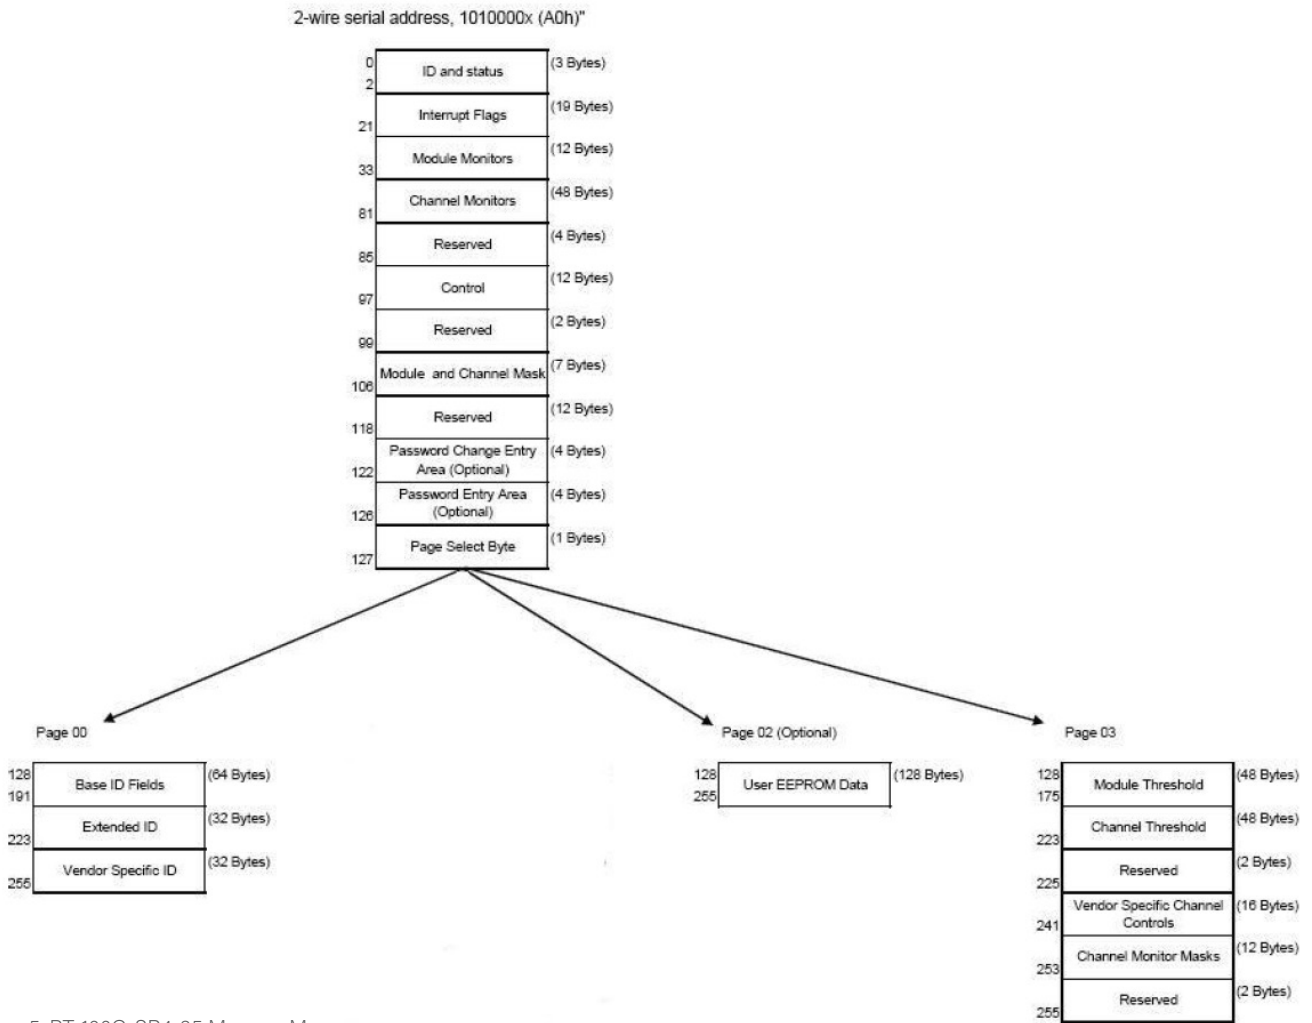 2-wire serial address, 1010000x (A0h)"
0
2
ID and status
(3 Bytes)
21
Interrupt Flags
(19 Bytes)
33
Module Monitors
(12 Bytes)
81
Channel Monitors
(48 Bytes)
85
Reserved
(4 Bytes)
97
Control
(12 Bytes)
99
Reserved
(2 Bytes)
106
Module and Channel Mask
(7 Bytes)
118
Reserved
(12 Bytes)
122
Password Change Entry
Area (Optional)
(4 Bytes)
126
Password Entry Area
(Optional)
(4 Bytes)
127
Page Select Byte
(1 Bytes)
Page 00
128
191
Base ID Fields
(64 Bytes)
223
Extended ID
(32 Bytes)
255
Vendor Specific ID
(32 Bytes)
Page 02 (Optional)
128
255
User EEPROM Data
(128 Bytes)
Page 03
128
175
Module Threshold
(48 Bytes)
223
Channel Threshold
(48 Bytes)
225
Reserved
(2 Bytes)
241
Vendor Specific Channel
Controls
(16 Bytes)
253
Channel Monitor Masks
(12 Bytes)
255
Reserved
(2 Bytes)